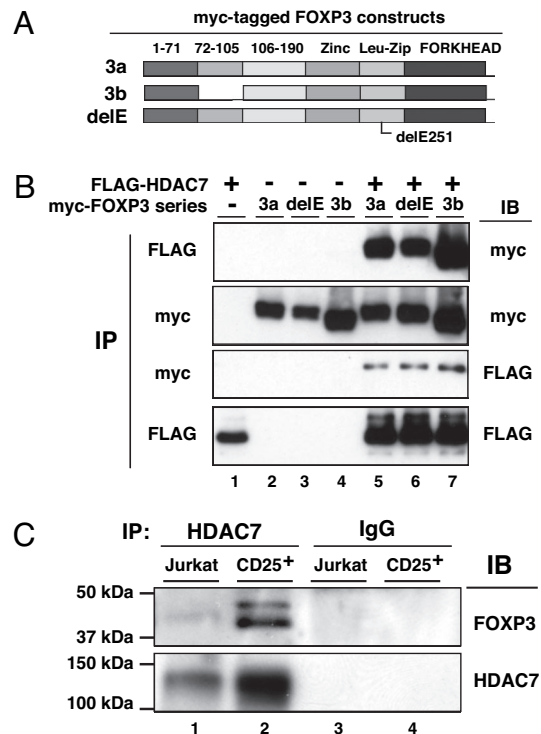 A
myc-tagged FOXP3 constructs
1-71 72-105 106-190 Zinc Leu-Zip FORKHEAD
3a
3b
delE
delE251
B
FLAG-HDAC7 + - - - + + +
myc-FOXP3 series - 3a delE 3b 3a delE 3b IB
IP
FLAG myc
myc myc
myc FLAG
FLAG FLAG
1 2 3 4 5 6 7
C
IP: HDAC7 IgG
Jurkat CD25+ Jurkat CD25+ IB
50 kDa
FOXP3
37 kDa
150 kDa
HDAC7
100 kDa
1 2 3 4